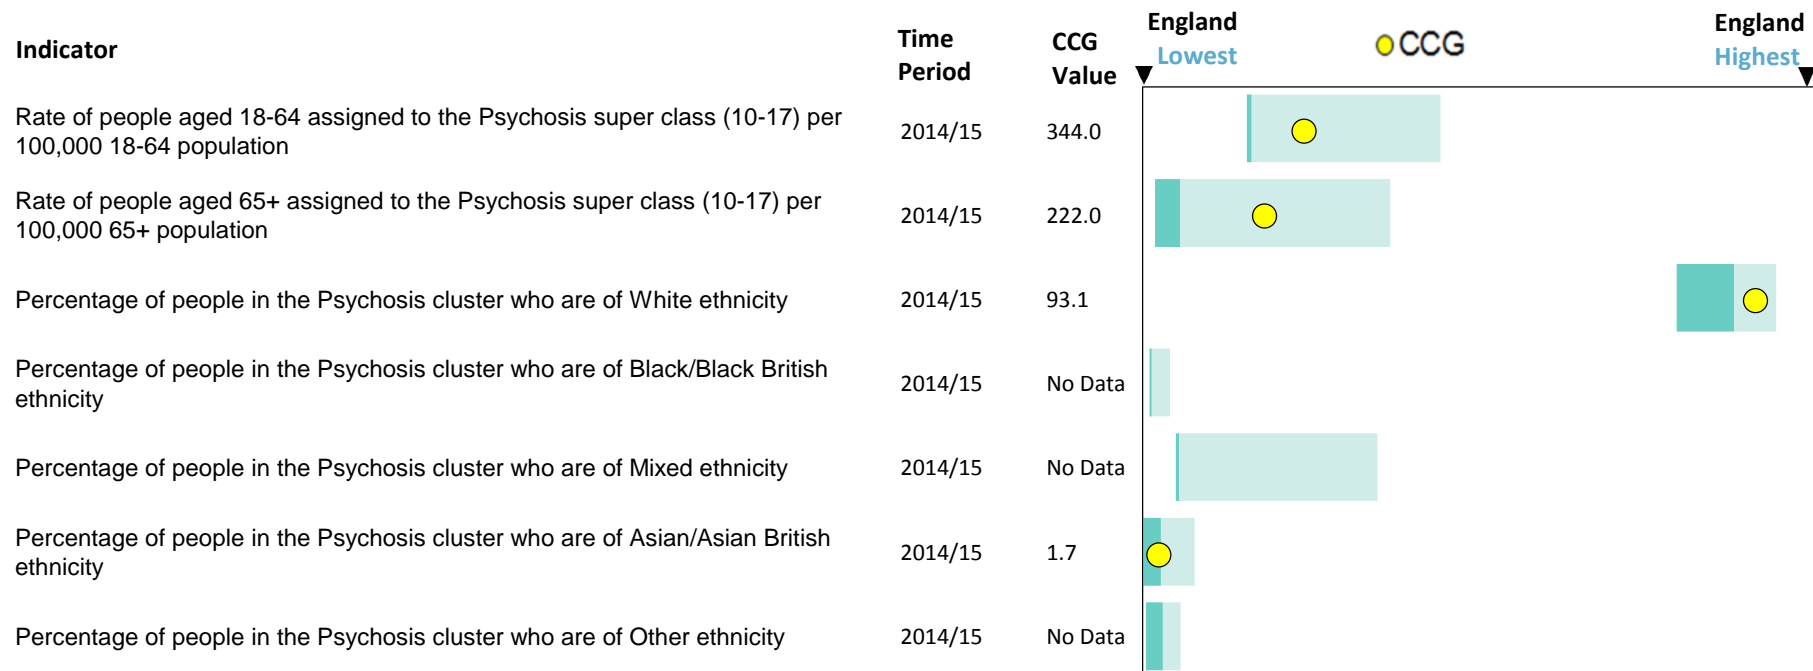 Indicator
Time
Period
CCG
Value
England
Lowest
CCG
England
Highest
Rate of people aged 18-64 assigned to the Psychosis super class (10-17) per
100,000 18-64 population
2014/15
344.0
Rate of people aged 65+ assigned to the Psychosis super class (10-17) per
100,000 65+ population
2014/15
222.0
Percentage of people in the Psychosis cluster who are of White ethnicity
2014/15
93.1
Percentage of people in the Psychosis cluster who are of Black/Black British
ethnicity
2014/15
No Data
Percentage of people in the Psychosis cluster who are of Mixed ethnicity
2014/15
No Data
Percentage of people in the Psychosis cluster who are of Asian/Asian British
ethnicity
2014/15
1.7
Percentage of people in the Psychosis cluster who are of Other ethnicity
2014/15
No Data